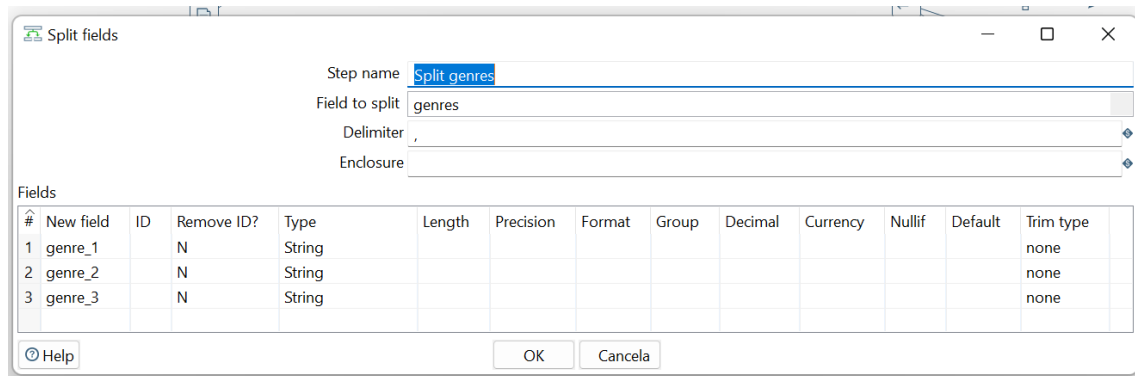 Split fields
Step name Split genres
Field to split genres
Delimiter ,
Enclosure
Fields
# New field ID Remove ID? Type Length Precision Format Group Decimal Currency Nullif Default Trim type
1 genre_1 N String none
2 genre_2 N String none
3 genre_3 N String none
Help OK Cancela